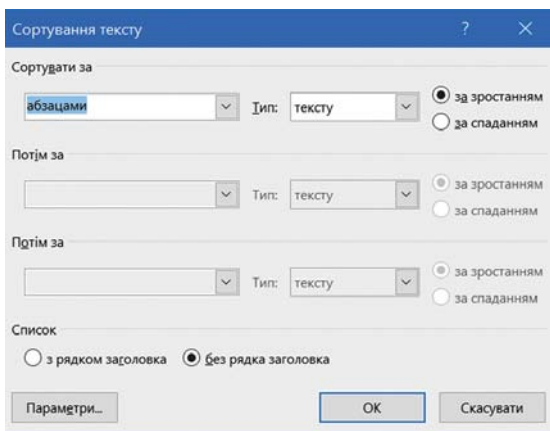 Сортування тексту ?
Сортувати за
абзацами Тип: тексту за зростанням
за спаданням
Потім за
Тип: тексту за зростанням
за спаданням
Потім за
Тип: тексту за зростанням
за спаданням
Список
з рядком заголовка без рядка заголовка
Параметри... ОК Скасувати